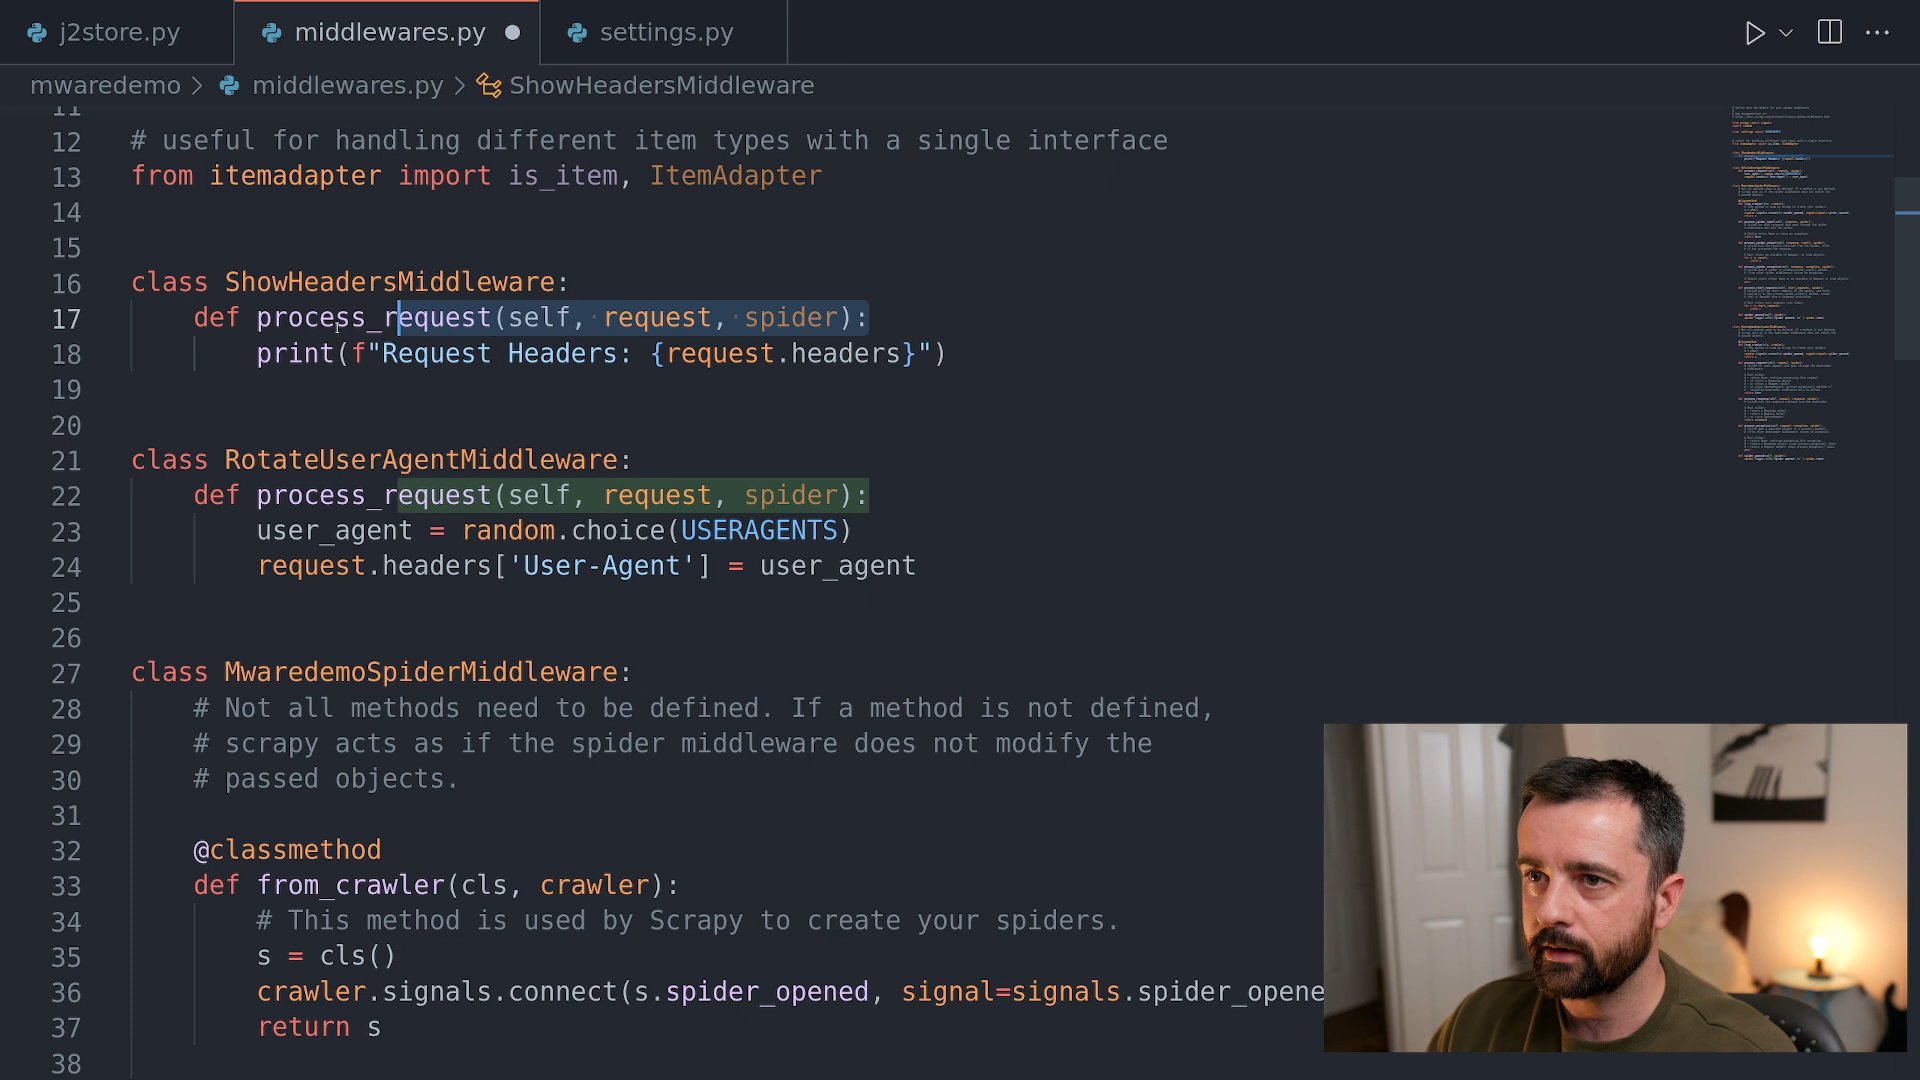 j2store.py
middlewares.py
settings.py
mwaredemo > middlewares.py > ShowHeadersMiddleware
11
12 # useful for handling different item types with a single interface
13 from itemadapter import is_item, ItemAdapter
14
15
16 class ShowHeadersMiddleware:
17 def process_request(self, request, spider):
18 print(f"Request Headers: {request.headers}")
19
20
21 class RotateUserAgentMiddleware:
22 def process_request(self, request, spider):
23 user_agent = random.choice(USERAGENTS)
24 request.headers['User-Agent'] = user_agent
25
26
27 class MwaredemoSpiderMiddleware:
28 # Not all methods need to be defined. If a method is not defined,
29 # scrapy acts as if the spider middleware does not modify the
30 # passed objects.
31
32 @classmethod
33 def from_crawler(cls, crawler):
34 # This method is used by Scrapy to create your spiders.
35 s = cls()
36 crawler.signals.connect(s.spider_opened, signal=signals.spider_opene
37 return s
38